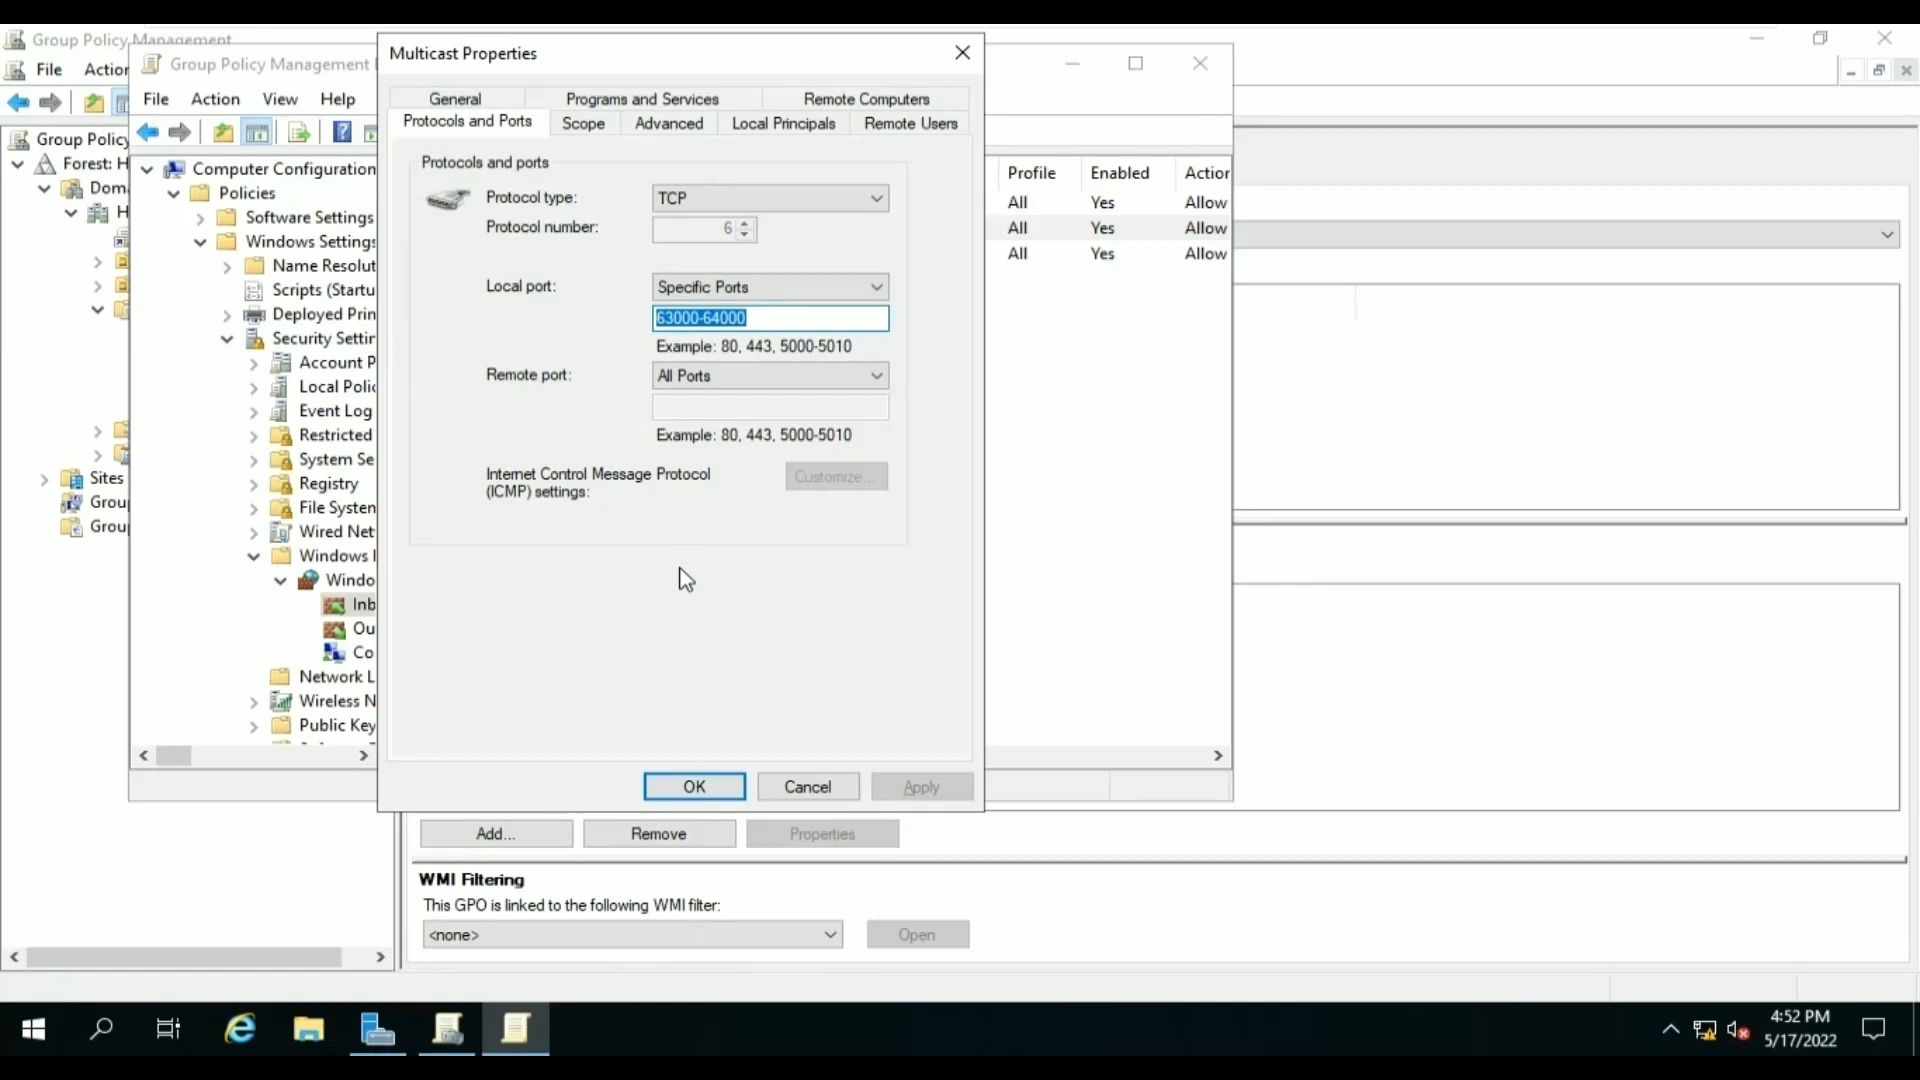 Group Policy Management
File Action
Group Policy Management
File Action View Help
Multicast Properties
General Programs and Services Remote Computers
Protocols and Ports Scope Advanced Local Principals Remote Users
Protocols and ports
Protocol type: TCP
Protocol number: 6
Local port: Specific Ports
63000-64000
Example: 80, 443, 5000-5010
Remote port: All Ports
Example: 80, 443, 5000-5010
Internet Control Message Protocol
(ICMP) settings:
Customize...
OK Cancel Apply
Group Policy
Forest: H
Dom
H
Sites
Grou
Grou
Computer Configuration
Policies
Software Settings
Windows Settings
Name Resolut
Scripts (Startu
Deployed Prin
Security Settin
Account P
Local Polic
Event Log
Restricted
System Se
Registry
File System
Wired Net
Windows
Windo
Inb
Ou
Co
Network L
Wireless N
Public Key
Profile Enabled Action
All Yes Allow
All Yes Allow
All Yes Allow
Add... Remove Properties
WMI Filtering
This GPO is linked to the following WMI filter:
<none> Open
4:52 PM
5/17/2022